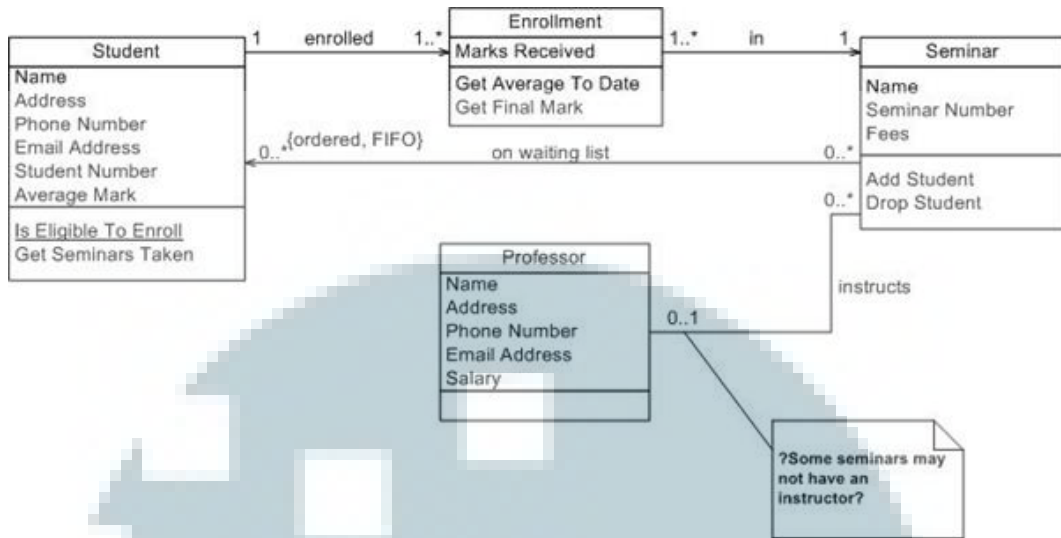 Student
Name
Address
Phone Number
Email Address
Student Number
Average Mark
Is Eligible To Enroll
Get Seminars Taken
1 enrolled 1..*
Enrollment
Marks Received
Get Average To Date
Get Final Mark
1..* in 1
Seminar
Name
Seminar Number
Fees
Add Student
Drop Student
{ordered, FIFO}
0..* on waiting list 0..*
0..*
instructs
0..1
Professor
Name
Address
Phone Number
Email Address
Salary
?Some seminars may
not have an
instructor?